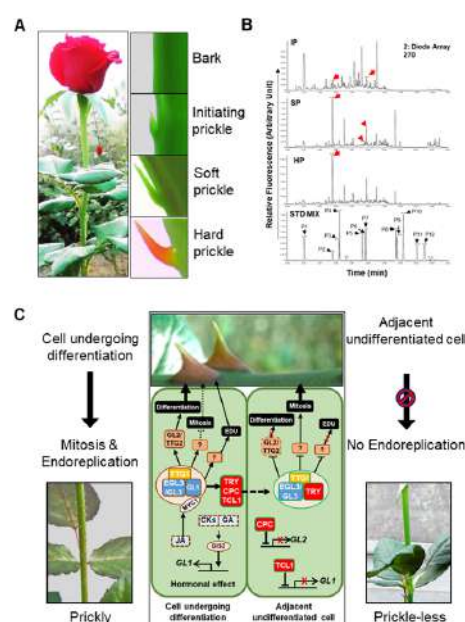 A
Bark
Initiating
prickle
Soft
prickle
Hard
prickle
B
IP
2: Diode Array
270
SP
HP
STD MIX
Relative Fluorescence (Arbitrary Unit)
Time (min)
C
Cell undergoing
differentiation
Mitosis &
Endoreplication
Prickly
Differentiation
Mitosis
EDU
GL2/
TTG2
?
?
TTG1
EGL3
/GL3
GL1
MYC
TRY
CPC
TCL1
JA
CKs
GA
GL1
Hormonal effect
Cell undergoing
differentiation
Differentiation
Mitosis
EDU
GL2/
TTG2
?
?
TTG1
EGL3/
GL3
TRY
CPC
GL2
TCL1
GL1
Adjacent
undifferentiated cell
Adjacent
undifferentiated cell
No Endoreplication
Prickle-less